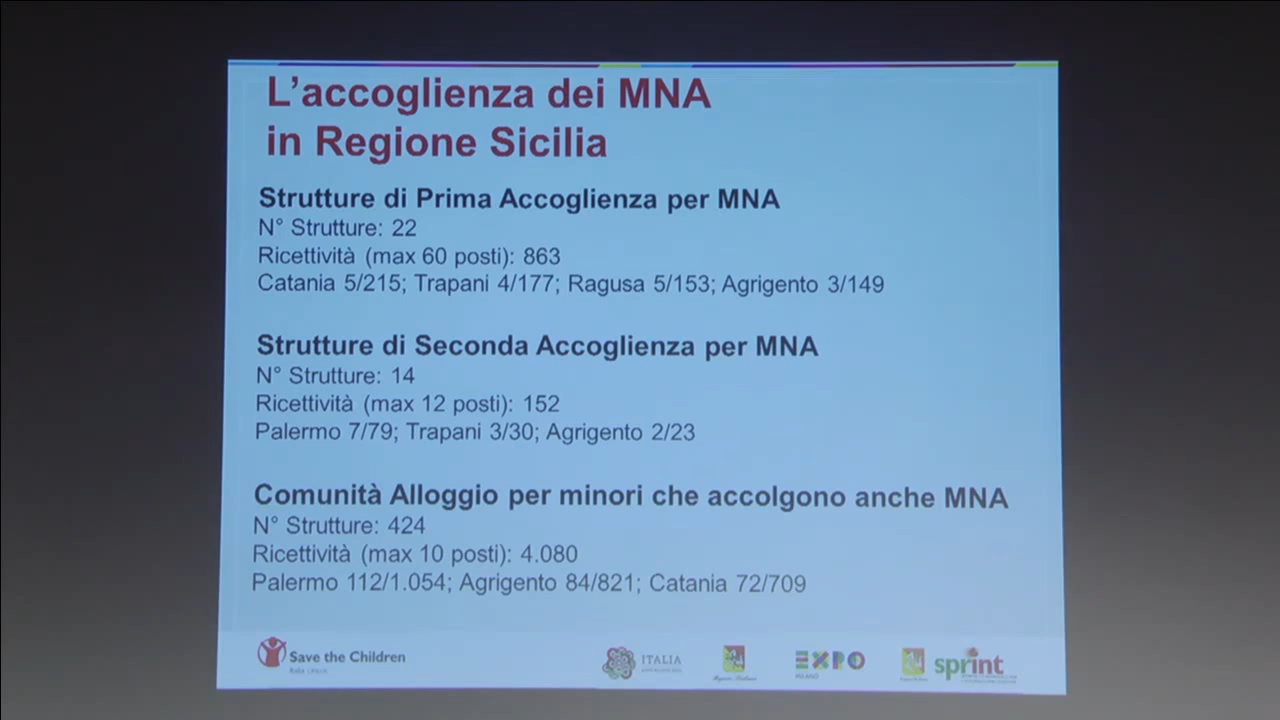 L’accoglienza dei MNA
in Regione Sicilia
Strutture di Prima Accoglienza per MNA
N° Strutture: 22
Ricettività (max 60 posti): 863
Catania 5/215; Trapani 4/177; Ragusa 5/153; Agrigento 3/149
Strutture di Seconda Accoglienza per MNA
N° Strutture: 14
Ricettività (max 12 posti): 152
Palermo 7/79; Trapani 3/30; Agrigento 2/23
Comunità Alloggio per minori che accolgono anche MNA
N° Strutture: 424
Ricettività (max 10 posti): 4.080
Palermo 112/1.054; Agrigento 84/821; Catania 72/709
Save the Children
Italia ONLUS
ITALIA
EXPO
MILANO
sprint